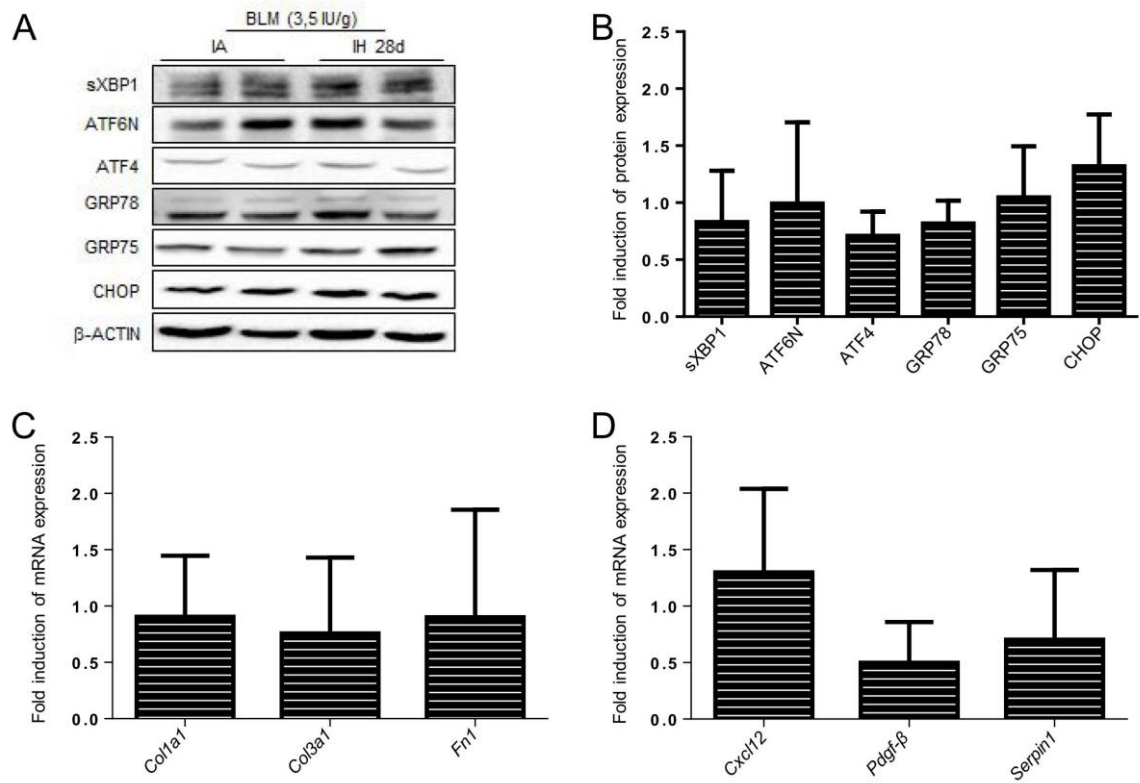 A
BLM (3,5 IU/g)
IA IH 28d
sXBP1
ATF6N
ATF4
GRP78
GRP75
CHOP
β-ACTIN
B
Fold induction of protein expression
2.5
2.0
1.5
1.0
0.5
0.0
sXBP1
ATF6N
ATF4
GRP78
GRP75
CHOP
C
Fold induction of mRNA expression
2.5
2.0
1.5
1.0
0.5
0.0
Col1a1
Col3a1
Fn1
D
Fold induction of mRNA expression
2.5
2.0
1.5
1.0
0.5
0.0
Cxcl12
Pdgf-β
Serpin1